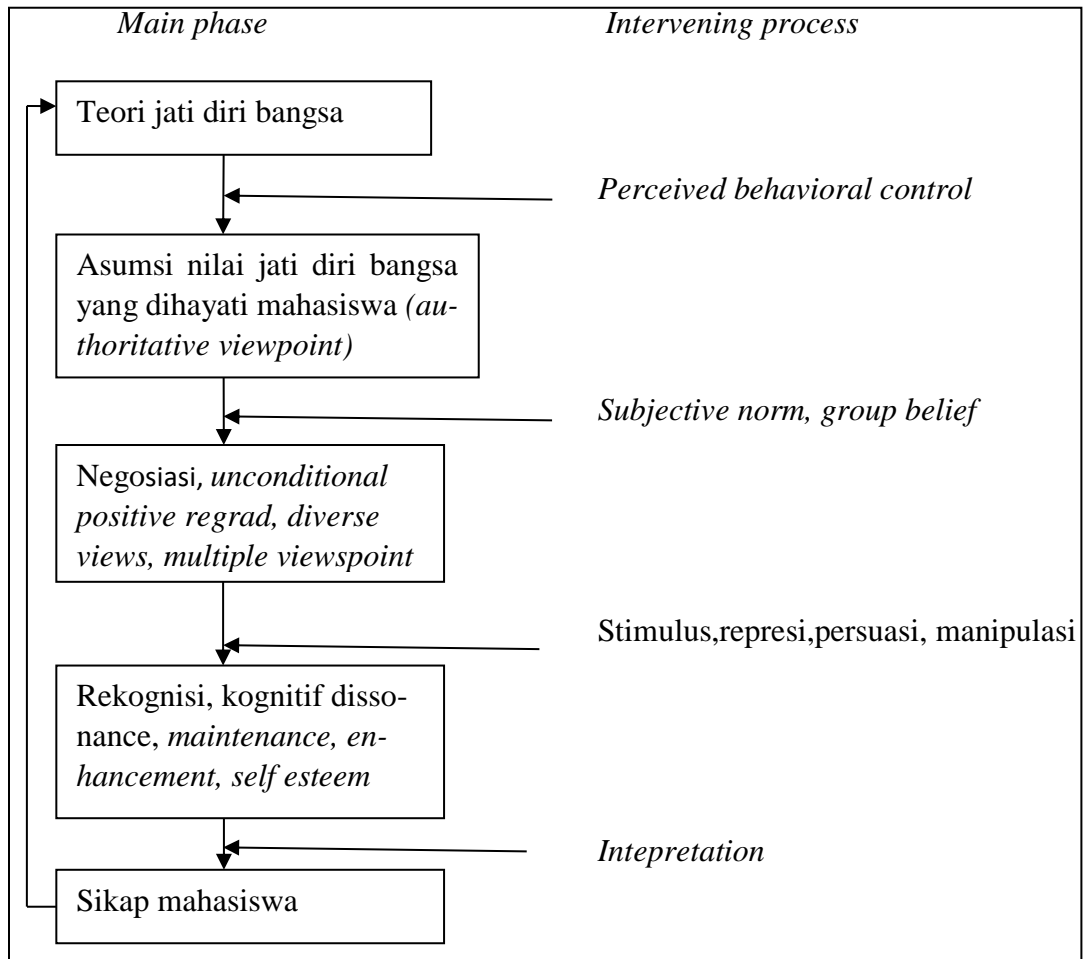 Main phase
Intervening process
Teori jati diri bangsa
Perceived behavioral control
Asumsi nilai jati diri bangsa
yang dihayati mahasiswa (au-
thoritative viewpoint)
Subjective norm, group belief
Negosiasi, unconditional
positive regrad, diverse
views, multiple viewspoint
Stimulus,represi,persuasi, manipulasi
Rekognisi, kognitif disso-
nance, maintenance, en-
hancement, self esteem
Intepretation
Sikap mahasiswa